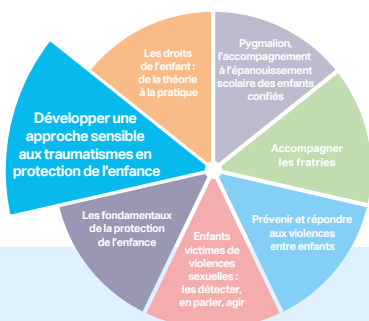 Les droits
de l'enfant :
de la théorie
à la pratique
Pygmalion,
l'accompagnement
à l'épanouissement
scolaire des enfants
confiés
Développer une
approche sensible
aux traumatismes en
protection de l'enfance
Accompagner
les fratries
Les fondamentaux
de la protection
de l'enfance
Prévenir et répondre
aux violences
entre enfants
Enfants
victimes de
violences
sexuelles :
les détecter,
en parler, agir